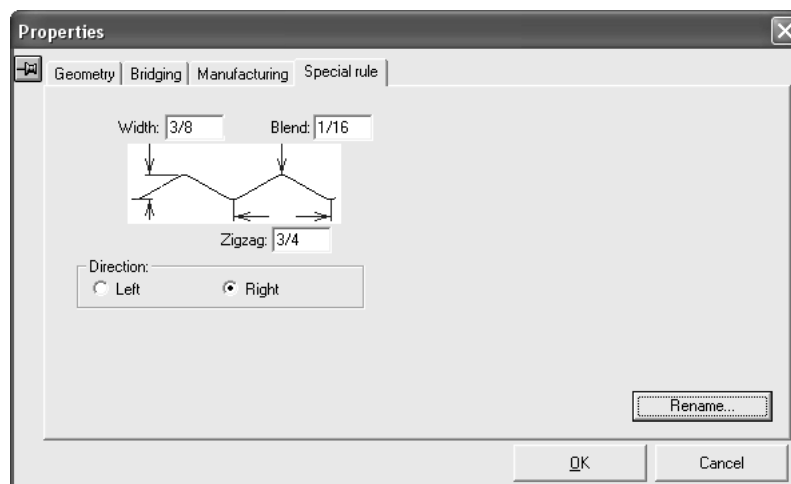 Properties
Geometry Bridging Manufacturing Special rule
Width: 3/8 Blend: 1/16
Zigzag: 3/4
Direction:
Left Right
Rename...
OK Cancel